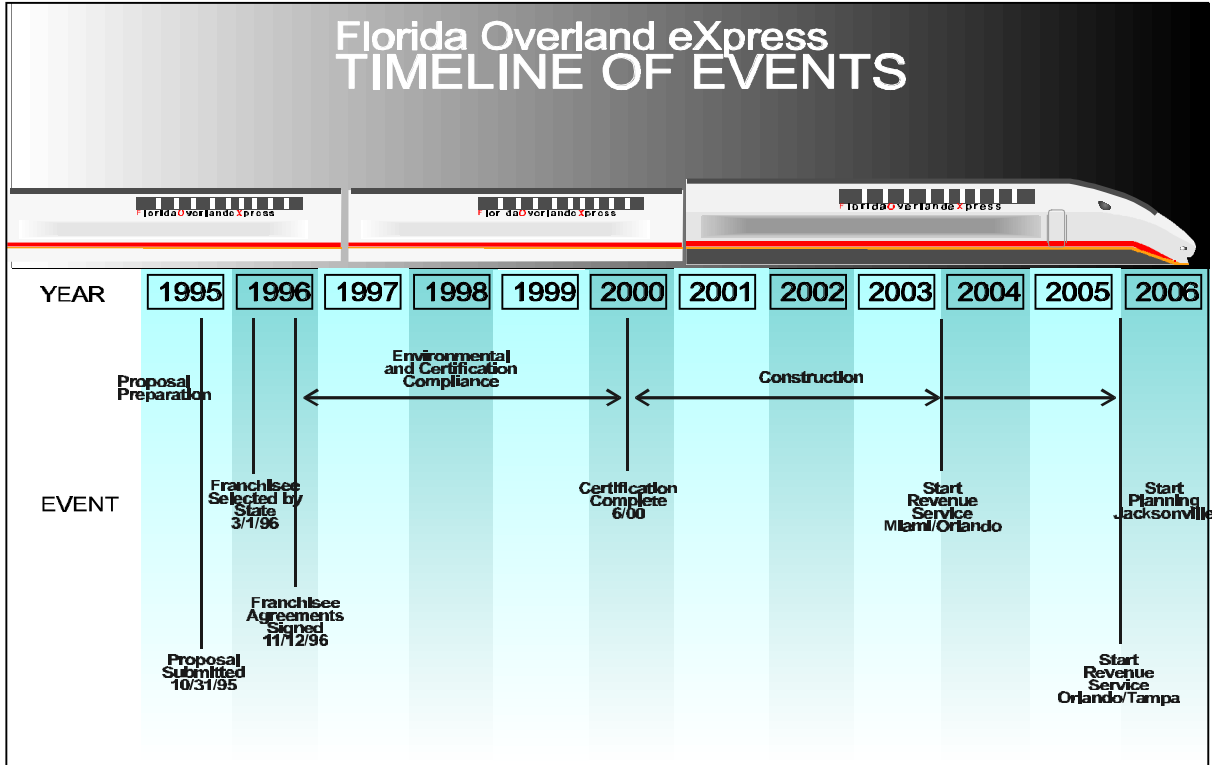 Florida Overland eXpress
TIMELINE OF EVENTS
FloridaOverlandeXpress
FloridaOverlandeXpress
FloridaOverlandeXpress
YEAR
1995
1996
1997
1998
1999
2000
2001
2002
2003
2004
2005
2006
Proposal
Preparation
Environmental
and Certification
Compliance
Construction
EVENT
Franchisee
Selected by
State
3/1/96
Certification
Complete
6/00
Start
Revenue
Service
Miami/Orlando
Start
Planning
Jacksonville
Franchisee
Agreements
Signed
11/12/96
Proposal
Submitted
10/31/95
Start
Revenue
Service
Orlando/Tampa